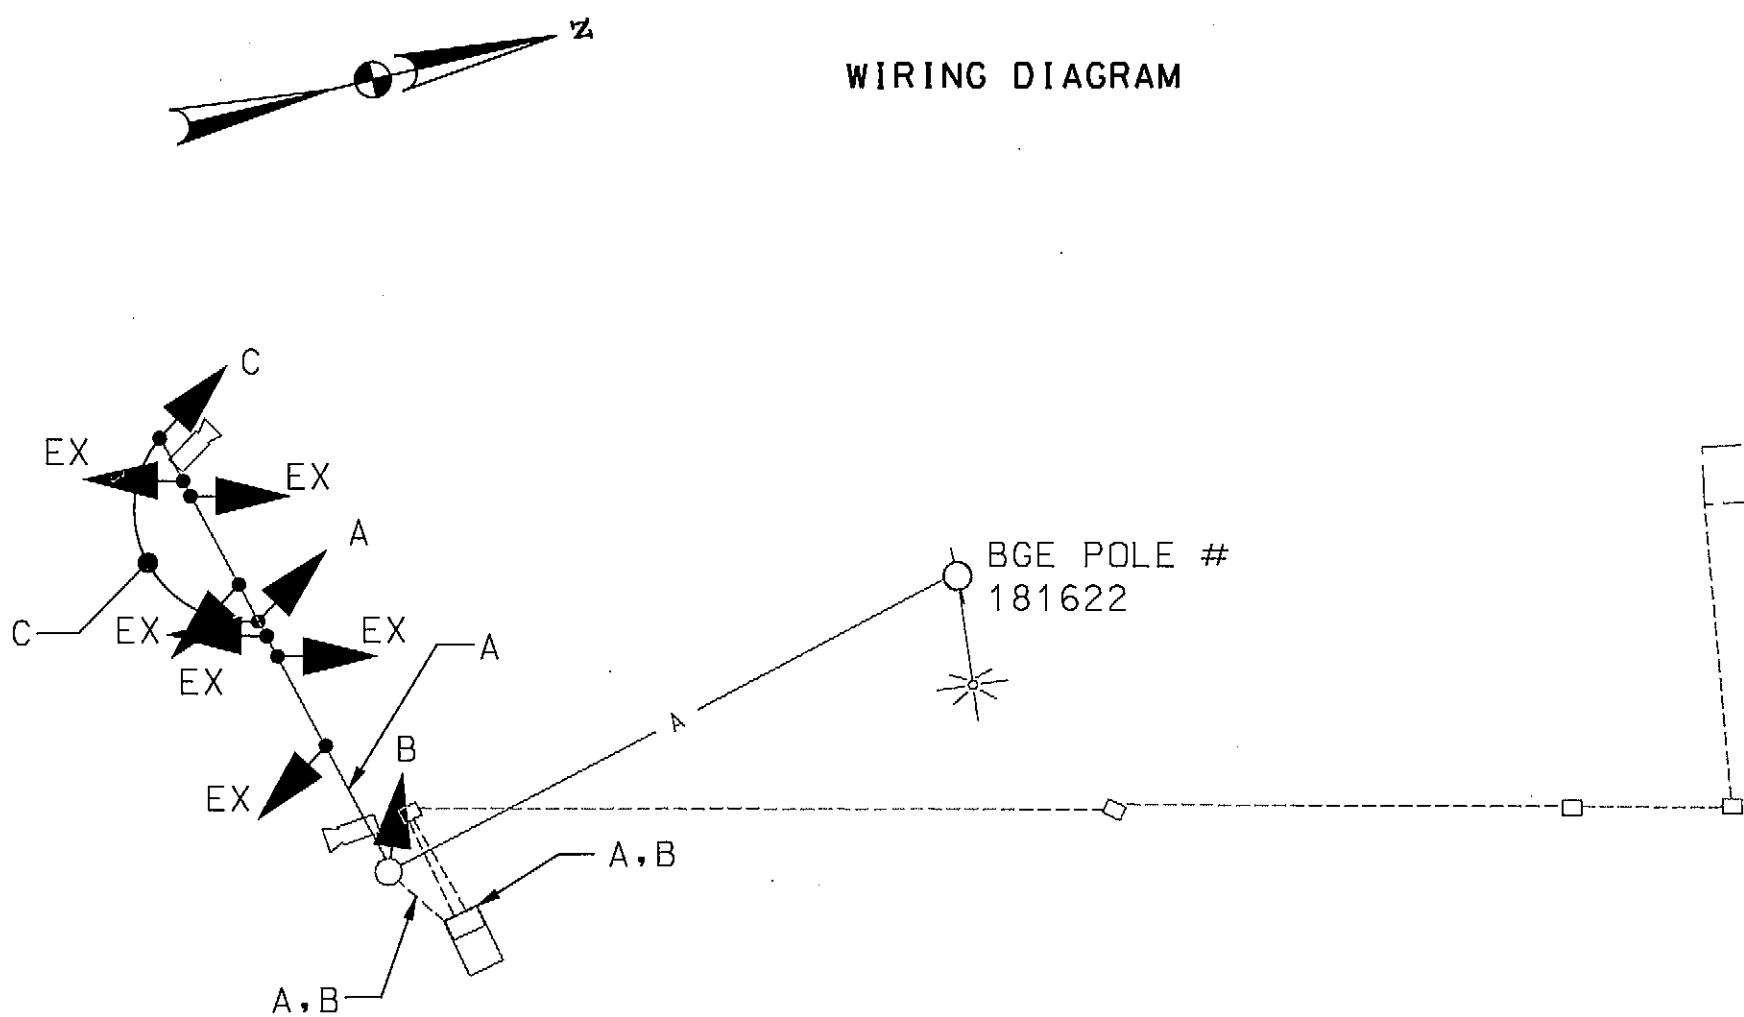 Z
WIRING DIAGRAM
C
EX
EX
A
BGE POLE #
181622
C
EX
EX
A
EX
B
EX
A
A,B
A,B